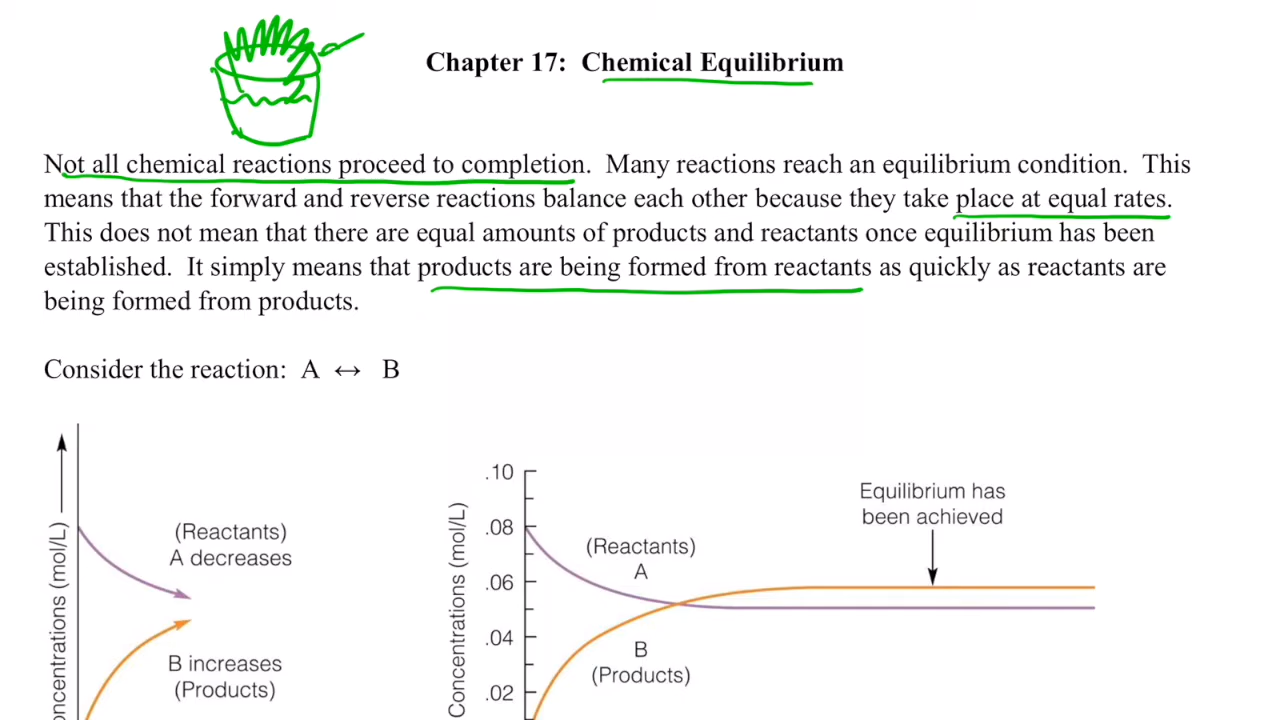 Chapter 17: Chemical Equilibrium
Not all chemical reactions proceed to completion. Many reactions reach an equilibrium condition. This
means that the forward and reverse reactions balance each other because they take place at equal rates.
This does not mean that there are equal amounts of products and reactants once equilibrium has been
established. It simply means that products are being formed from reactants as quickly as reactants are
being formed from products.
Consider the reaction: A ↔ B
(Reactants)
A decreases
B increases
(Products)
(mol/L)
Concentrations (mol/L)
.10
.08
.06
.04
.02
(Reactants)
A
B
(Products)
Equilibrium has
been achieved